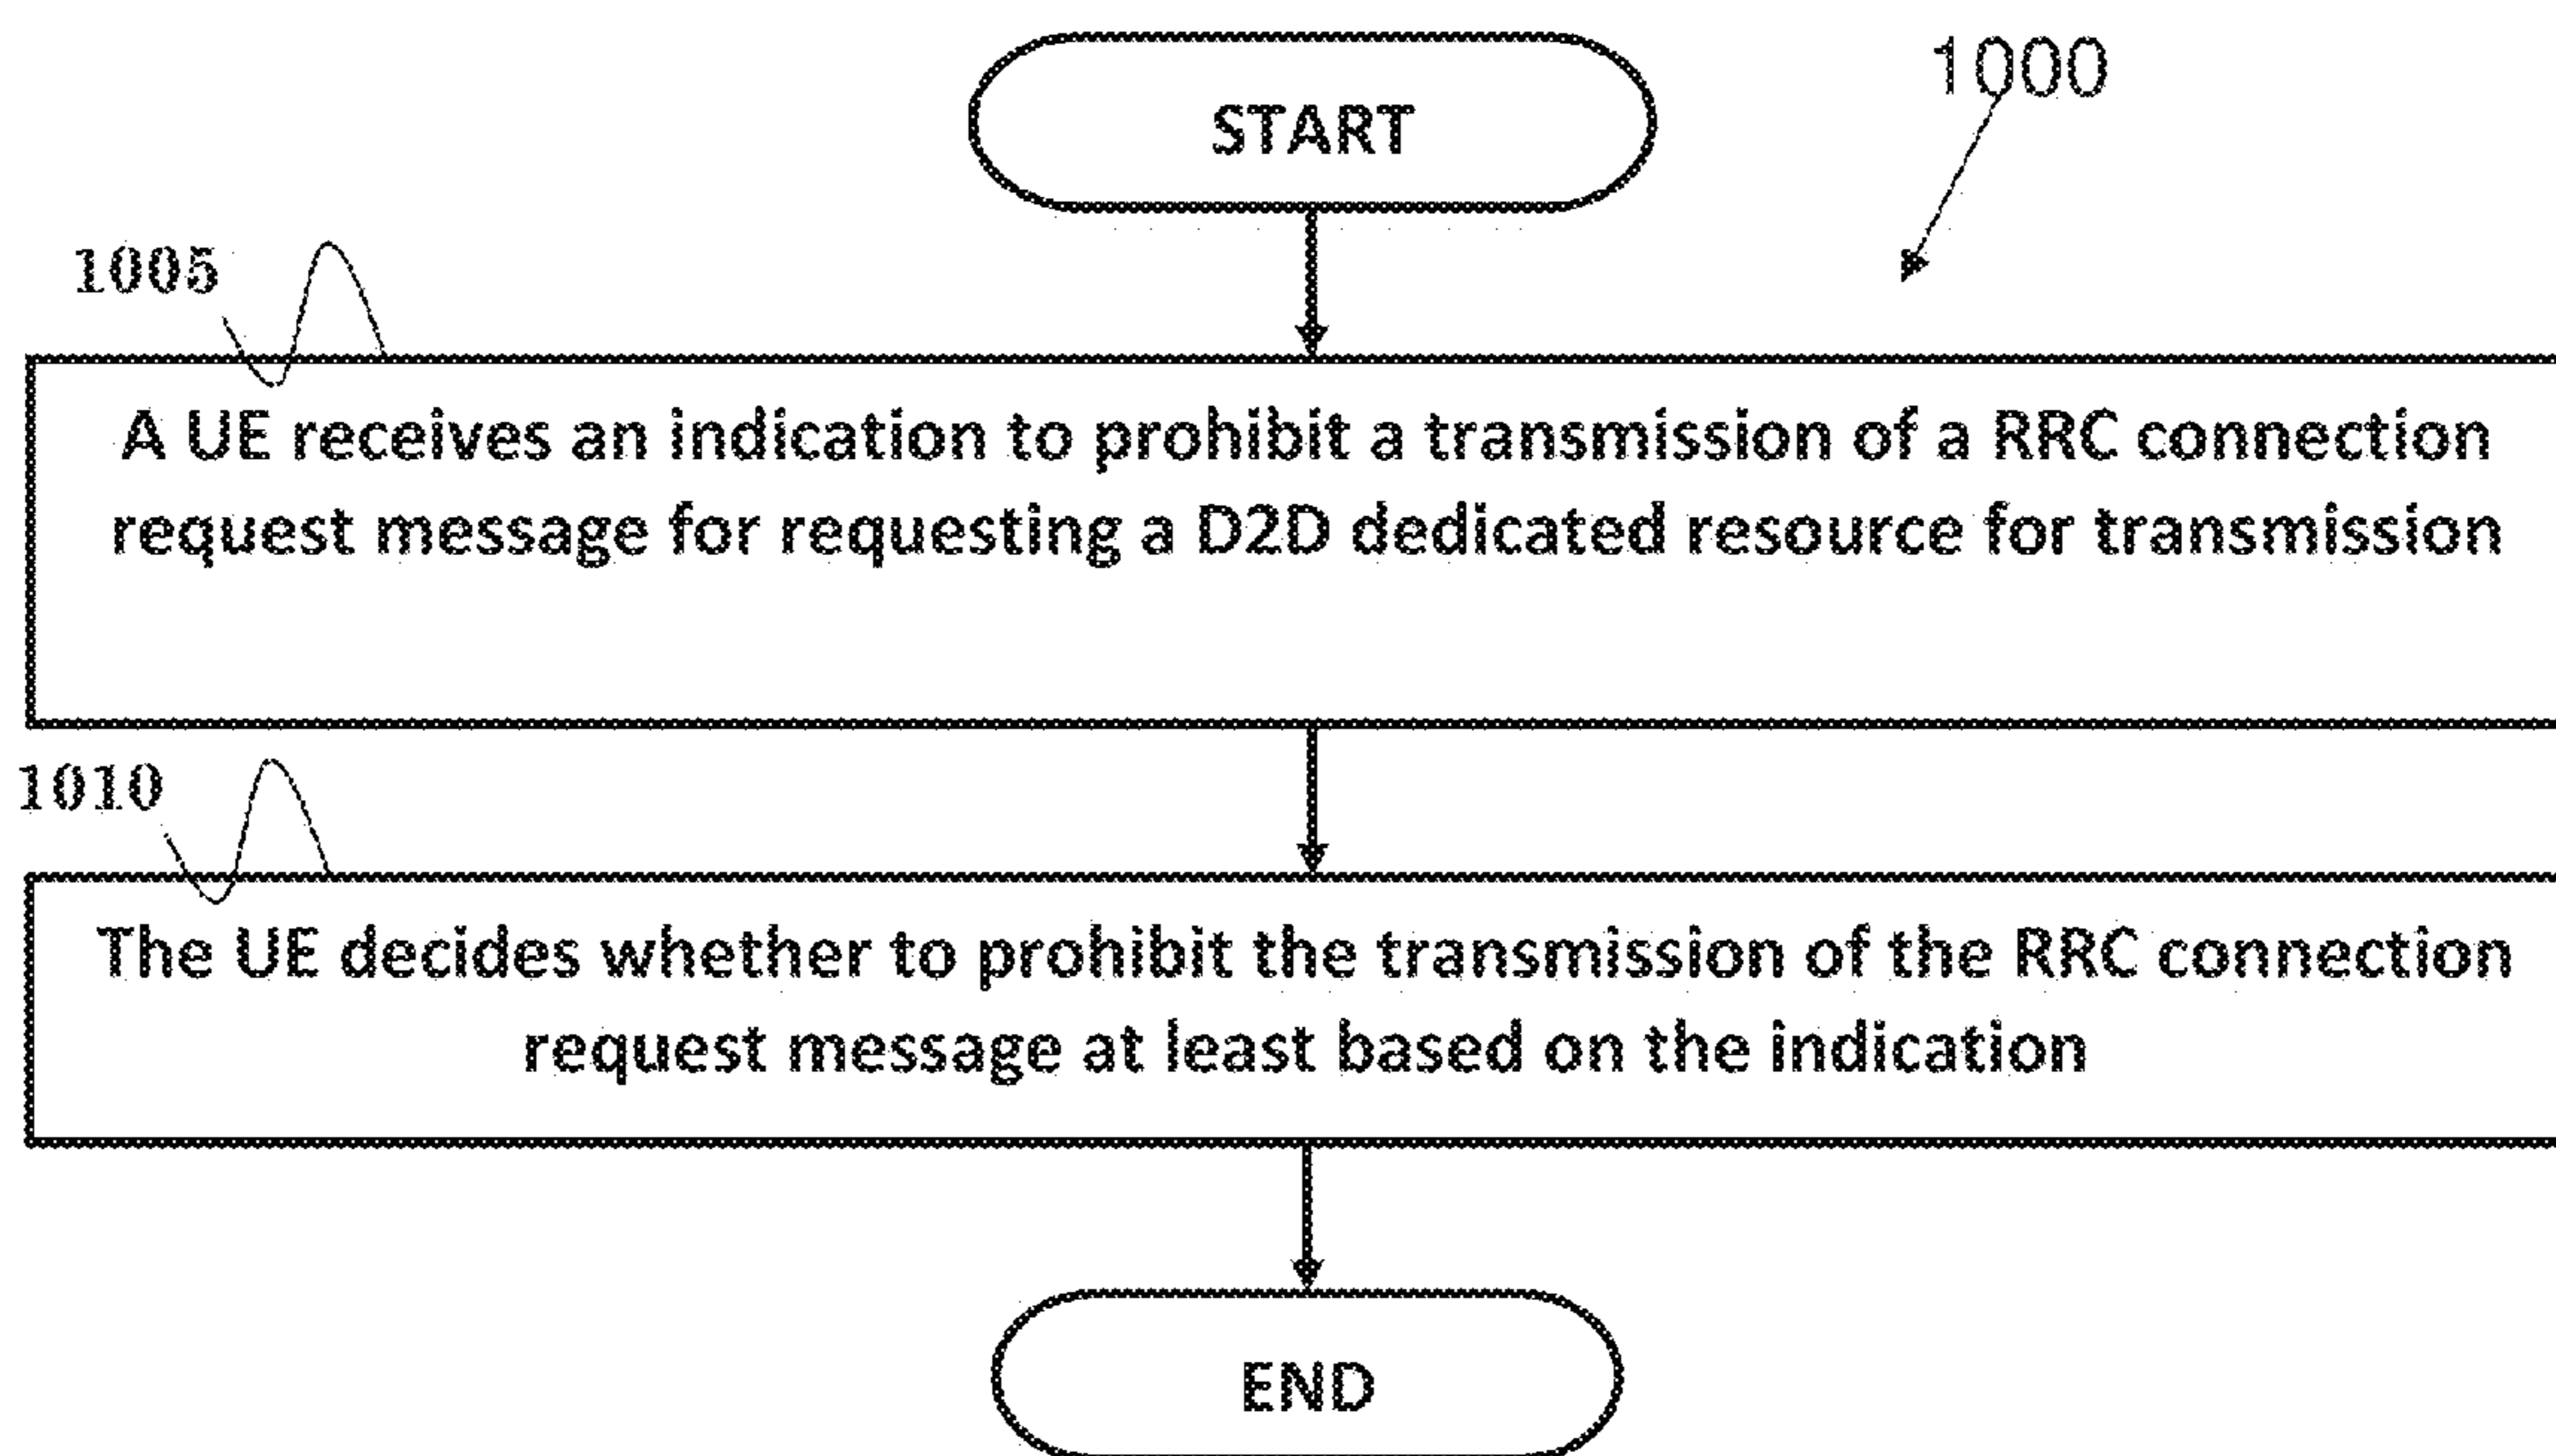 START
1000
1005
A UE receives an indication to prohibit a transmission of a RRC connection
request message for requesting a D2D dedicated resource for transmission
1010
The UE decides whether to prohibit the transmission of the RRC connection
request message at least based on the indication
END